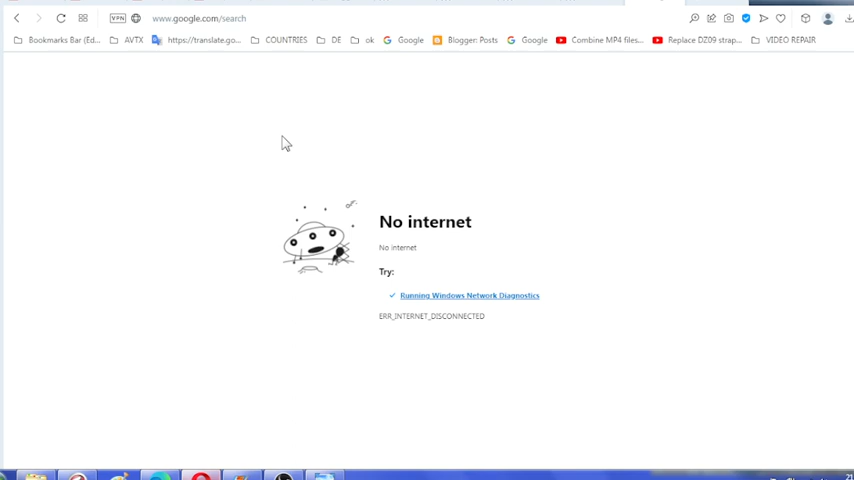 VPN www.google.com/search
Bookmarks Bar (Ed... AVTX https://translate.go... COUNTRIES DE ok Google Blogger: Posts Google Combine MP4 files... Replace DZ09 strap... VIDEO REPAIR
No internet
No internet
Try:
Running Windows Network Diagnostics
ERR_INTERNET_DISCONNECTED